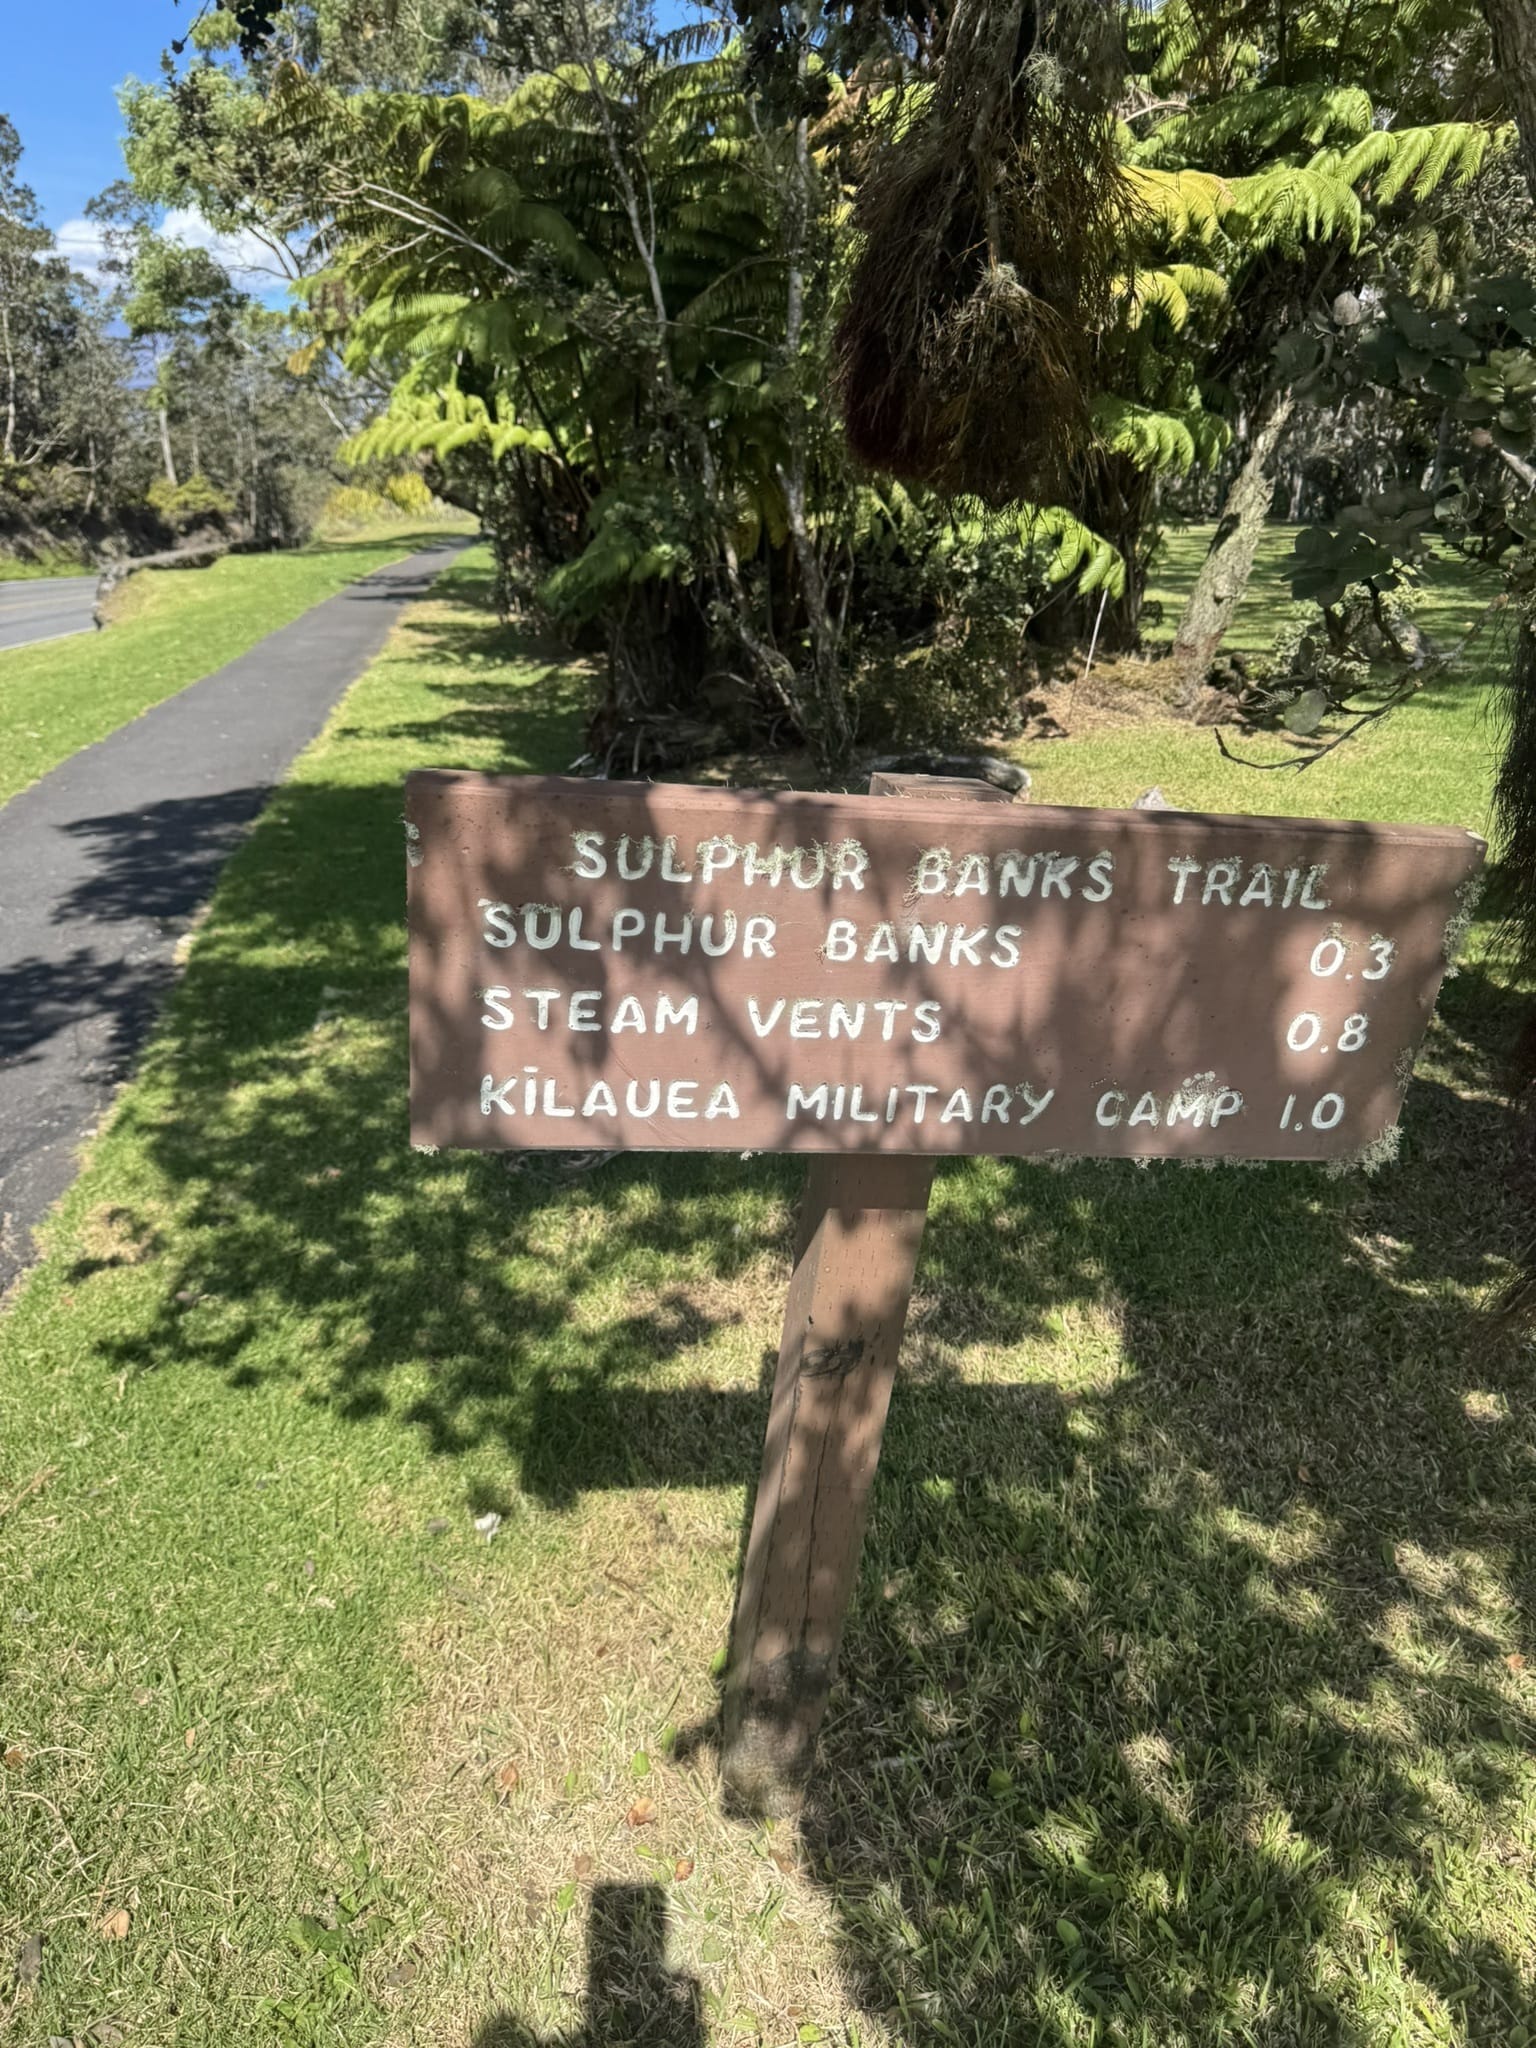 SULPHUR BANKS TRAIL
SULPHUR BANKS 0.3
STEAM VENTS 0.8
KĪLAUEA MILITARY CAMP 1.0